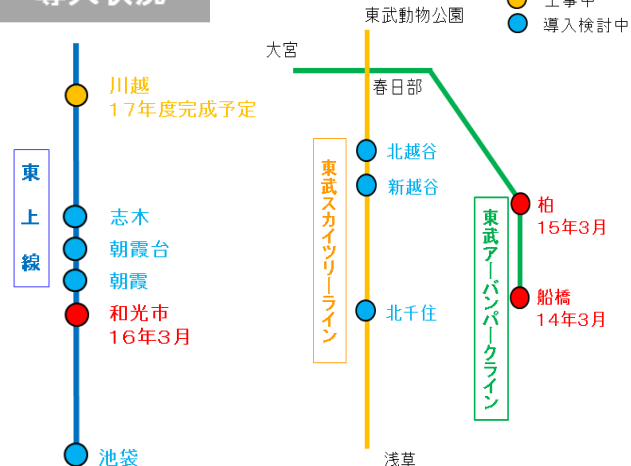 導入状況
工事中
導入検討中
東武動物公園
大宮
春日部
川越
17年度完成予定
東上線
志木
朝霞台
朝霞
和光市
16年3月
池袋
東武スカイツリーライン
北越谷
新越谷
北千住
浅草
東武アーバンパークライン
柏
15年3月
船橋
14年3月